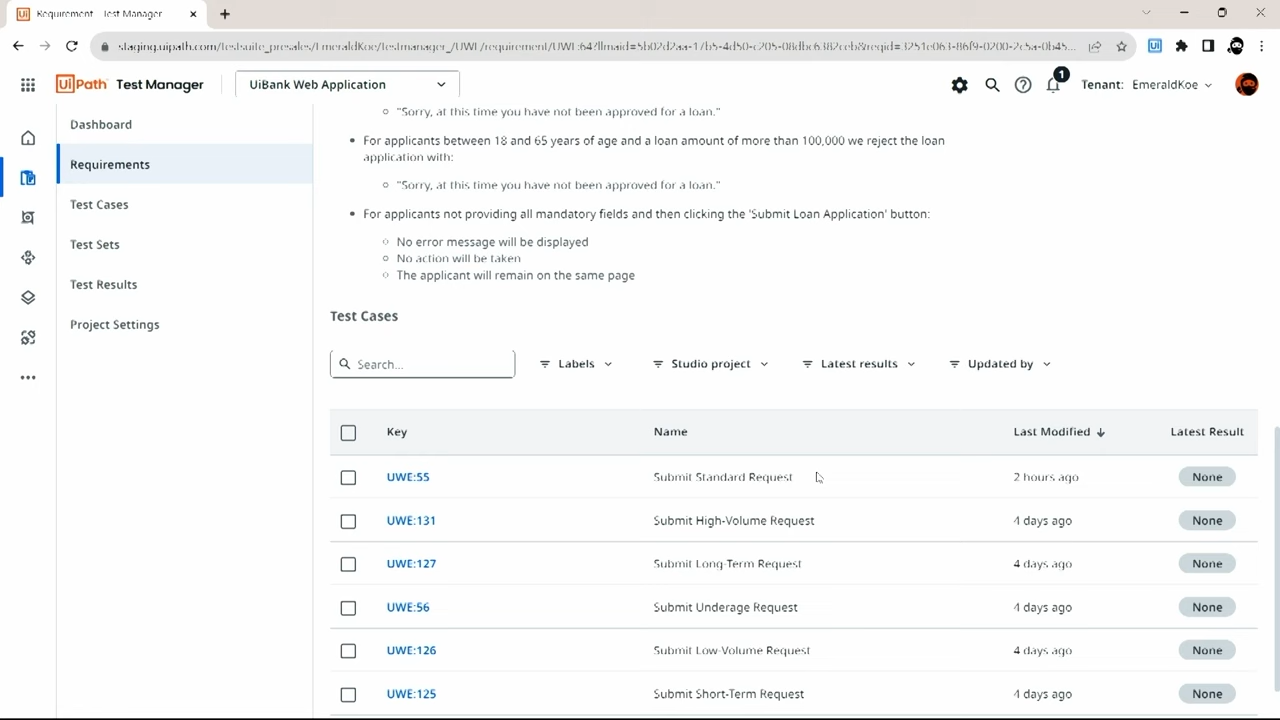 Requirement - Test Manager
staging.uipath.com/testsuite_presales/EmeraldKoe/testmanager_/UWE/requirement/UWE:64?
UiPath Test Manager
UiBank Web Application
1
Tenant: EmeraldKoe
Dashboard
Requirements
Test Cases
Test Sets
Test Results
Project Settings
"Sorry, at this time you have not been approved for a loan."
For applicants between 18 and 65 years of age and a loan amount of more than 100,000 we reject the loan
application with:
"Sorry, at this time you have not been approved for a loan."
For applicants not providing all mandatory fields and then clicking the 'Submit Loan Application' button:
No error message will be displayed
No action will be taken
The applicant will remain on the same page
Test Cases
Search...
Labels
Studio project
Latest results
Updated by
Key Name Last Modified Latest Result
UWE:55 Submit Standard Request 2 hours ago None
UWE:131 Submit High-Volume Request 4 days ago None
UWE:127 Submit Long-Term Request 4 days ago None
UWE:56 Submit Underage Request 4 days ago None
UWE:126 Submit Low-Volume Request 4 days ago None
UWE:125 Submit Short-Term Request 4 days ago None